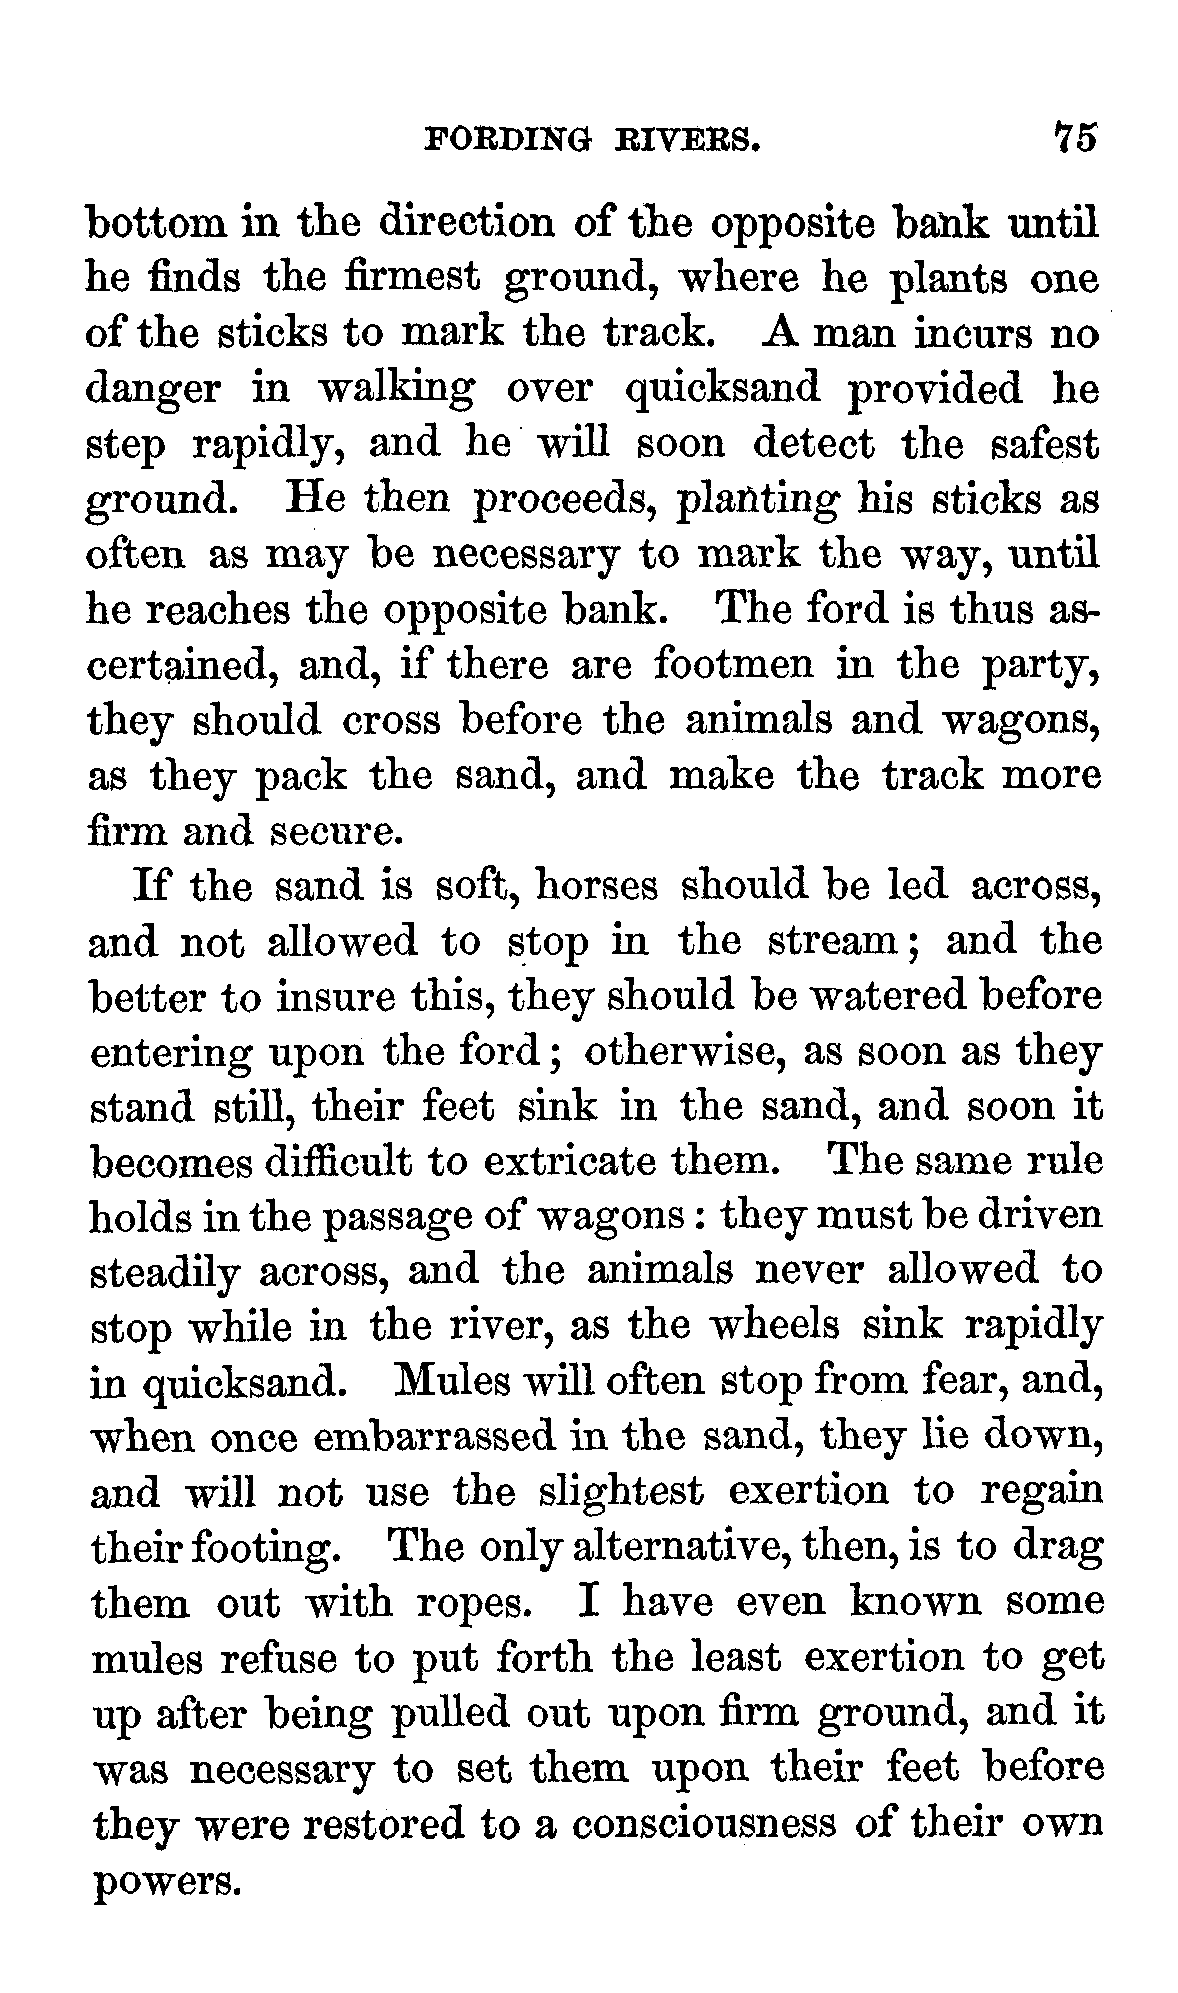 FORDING RIVERS. 75
bottom in the direction of the opposite bank until
he finds the firmest ground, where he plants one
of the sticks to mark the track. A man incurs no
danger in walking over quicksand provided he
step rapidly, and he will soon detect the safest
ground. He then proceeds, planting his sticks as
often as may be necessary to mark the way, until
he reaches the opposite bank. The ford is thus as-
certained, and, if there are footmen in the party,
they should cross before the animals and wagons,
as they pack the sand, and make the track more
firm and secure.
If the sand is soft, horses should be led across,
and not allowed to stop in the stream; and the
better to insure this, they should be watered before
entering upon the ford; otherwise, as soon as they
stand still, their feet sink in the sand, and soon it
becomes difficult to extricate them. The same rule
holds in the passage of wagons: they must be driven
steadily across, and the animals never allowed to
stop while in the river, as the wheels sink rapidly
in quicksand. Mules will often stop from fear, and,
when once embarrassed in the sand, they lie down,
and will not use the slightest exertion to regain
their footing. The only alternative, then, is to drag
them out with ropes. I have even known some
mules refuse to put forth the least exertion to get
up after being pulled out upon firm ground, and it
was necessary to set them upon their feet before
they were restored to a consciousness of their own
powers.